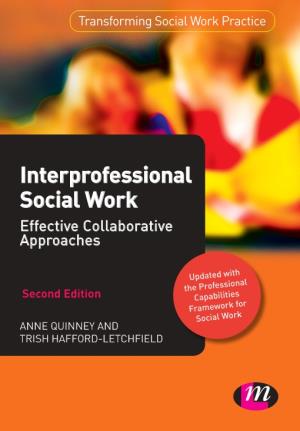 Transforming Social Work Practice
Interprofessional
Social Work
Effective Collaborative
Approaches
Second Edition
Updated with
the Professional
Capabilities
Framework for
Social Work
ANNE QUINNEY AND
TRISH HAFFORD-LETCHFIELD
m